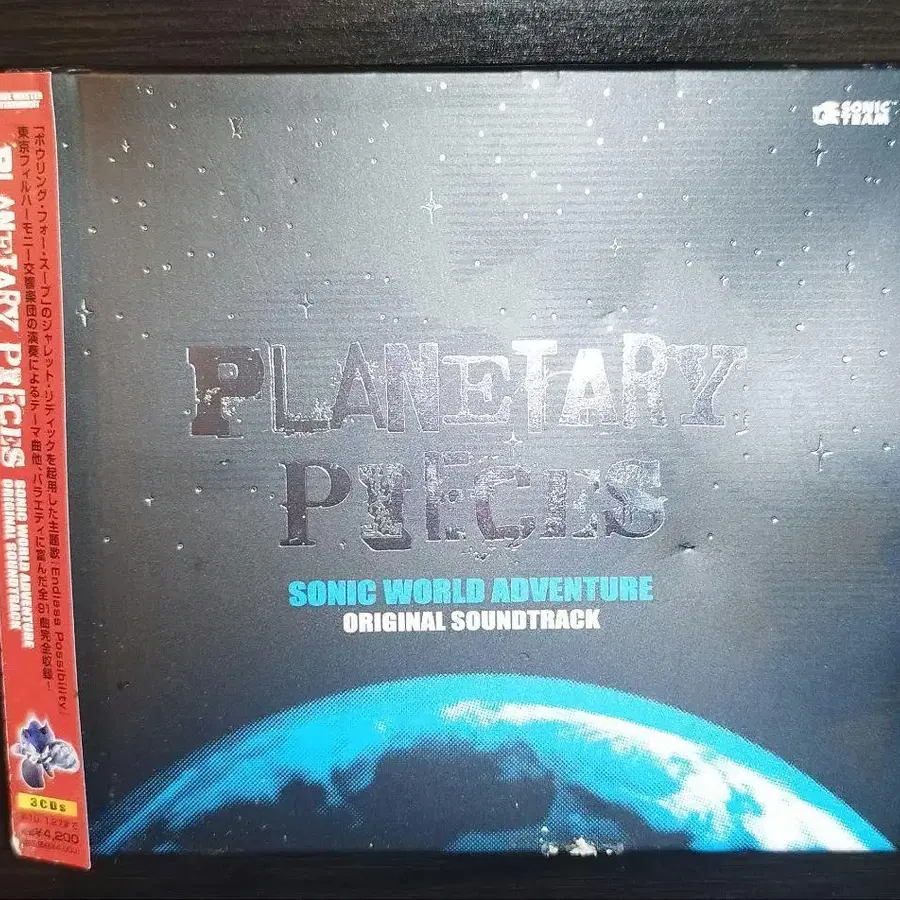 SONIC TEAM
PLANETARY
PIECES
SONIC WORLD ADVENTURE
ORIGINAL SOUNDTRACK
PLANETARY PIECES
SONIC WORLD ADVENTURE
ORIGINAL SOUNDTRACK
「ボウリング・フォー・スープ」のジャレット・リディックを起用した主題歌「Endless Possibility」
東京フィルハーモニー交響楽団の演奏によるテーマ曲他、バラエティに富んだ全91曲完全収録!
3CDs
¥4,200